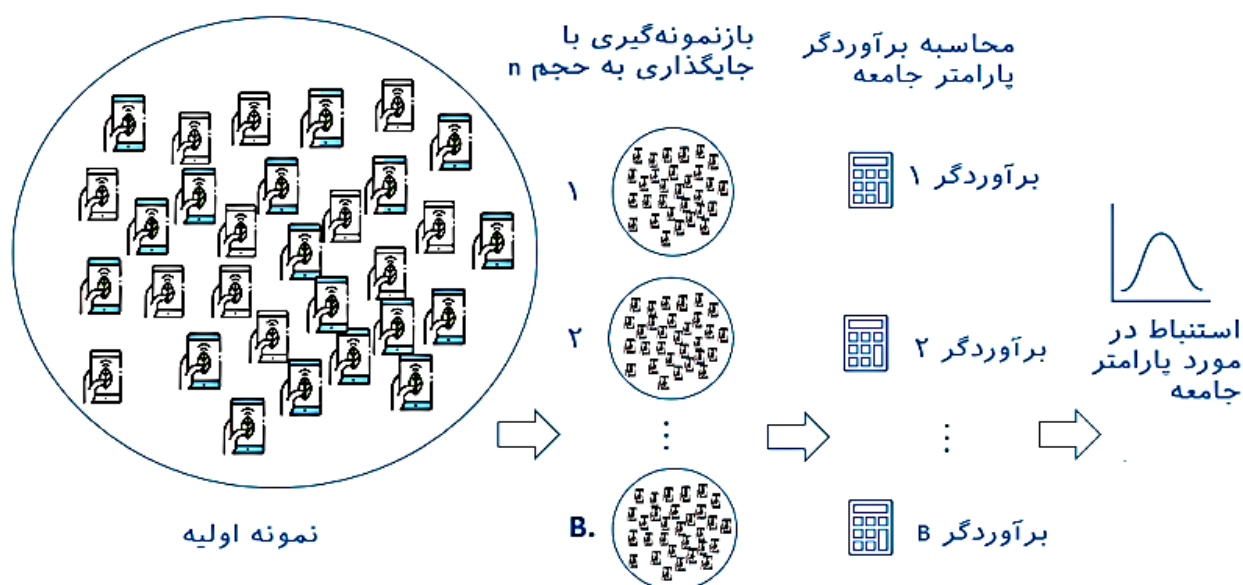 بازنمونه‌گیری با
جایگذاری به حجم n
محاسبه برآوردگر
پارامتر جامعه
۱
برآوردگر ۱
۲
برآوردگر ۲
⋮
⋮
B.
برآوردگر B
استنباط در
مورد پارامتر
جامعه
نمونه اولیه